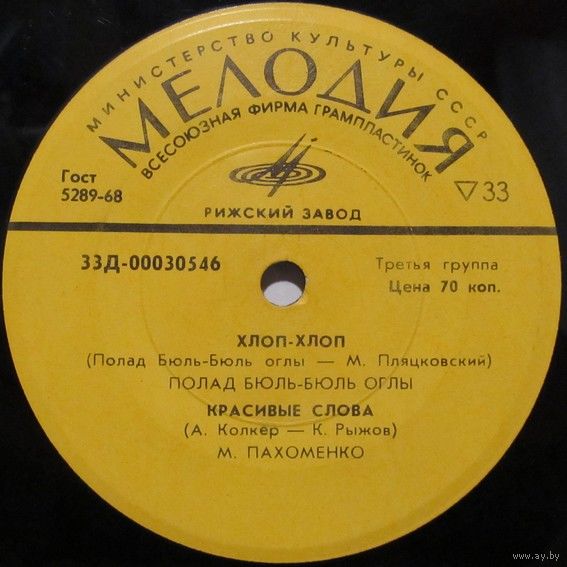 МИНИСТЕРСТВО КУЛЬТУРЫ СССР
МЕЛОДИЯ
ВСЕСОЮЗНАЯ ФИРМА ГРАМПЛАСТИНОК
Гост
5289-68
▽33
РИЖСКИЙ ЗАВОД
33Д-00030546
Третья группа
Цена 70 коп.
ХЛОП-ХЛОП
(Полад Бюль-Бюль оглы — М. Пляцковский)
ПОЛАД БЮЛЬ-БЮЛЬ ОГЛЫ
КРАСИВЫЕ СЛОВА
(А. Колкер — К. Рыжов)
М. ПАХОМЕНКО
www.ay.by